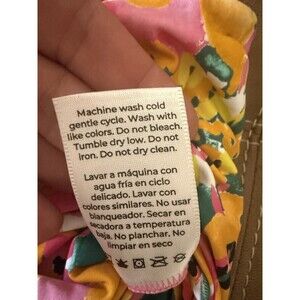 Machine wash cold
gentle cycle. Wash with
like colors. Do not bleach.
Tumble dry low. Do not
iron. Do not dry clean.
Lavar a máquina con
agua fría en ciclo
delicado. Lavar con
colores similares. No usar
blanqueador. Secar en
secadora a temperatura
baja. No planchar. No
limpiar en seco